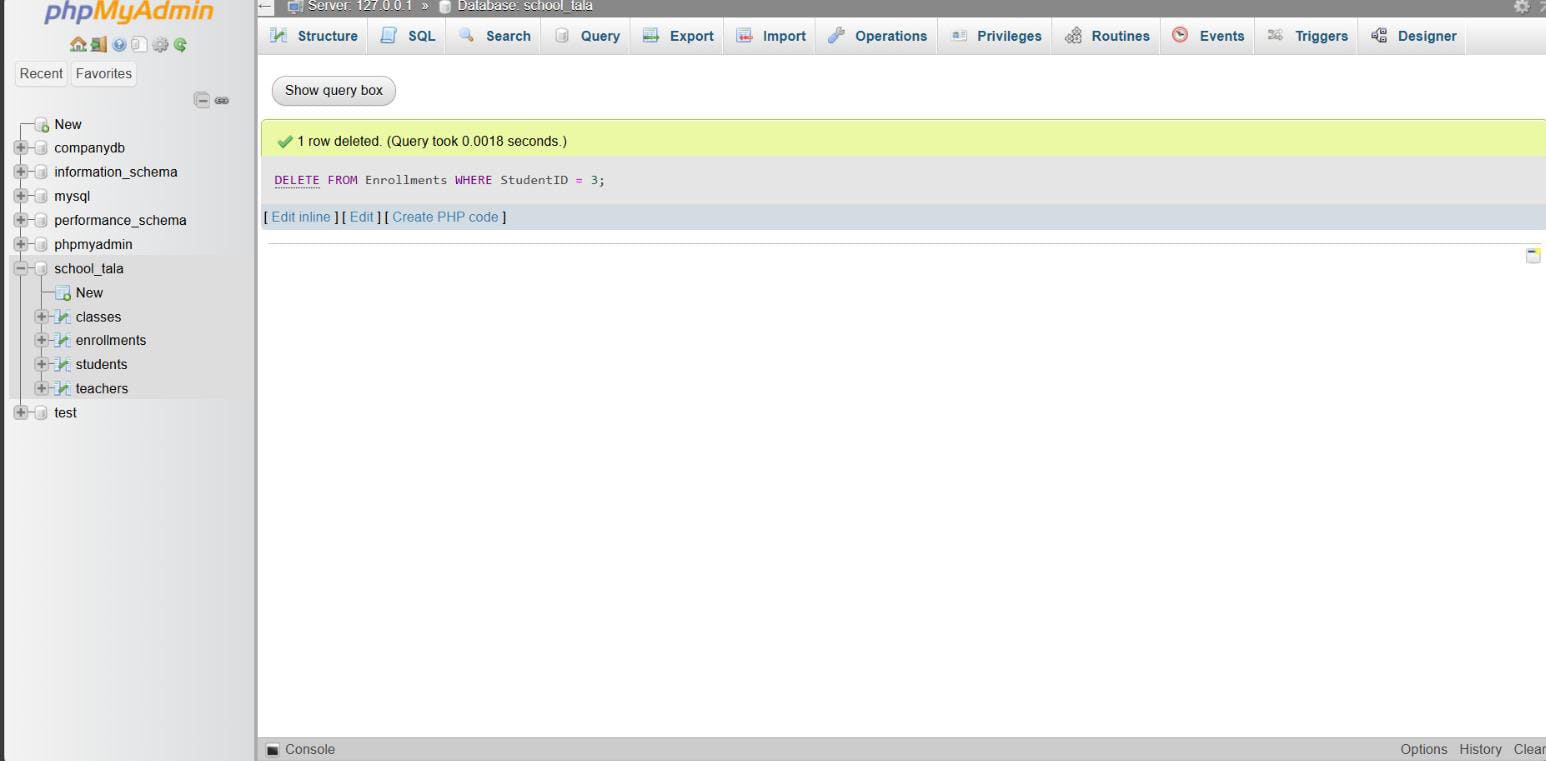 phpMyAdmin
Recent Favorites
New
companydb
information_schema
mysql
performance_schema
phpmyadmin
school_tala
New
classes
enrollments
students
teachers
test
Server: 127.0.0.1 » Database: school_tala
Structure SQL Search Query Export Import Operations Privileges Routines Events Triggers Designer
Show query box
1 row deleted. (Query took 0.0018 seconds.)
DELETE FROM Enrollments WHERE StudentID = 3;
[ Edit inline ] [ Edit ] [ Create PHP code ]
Console Options History Clear